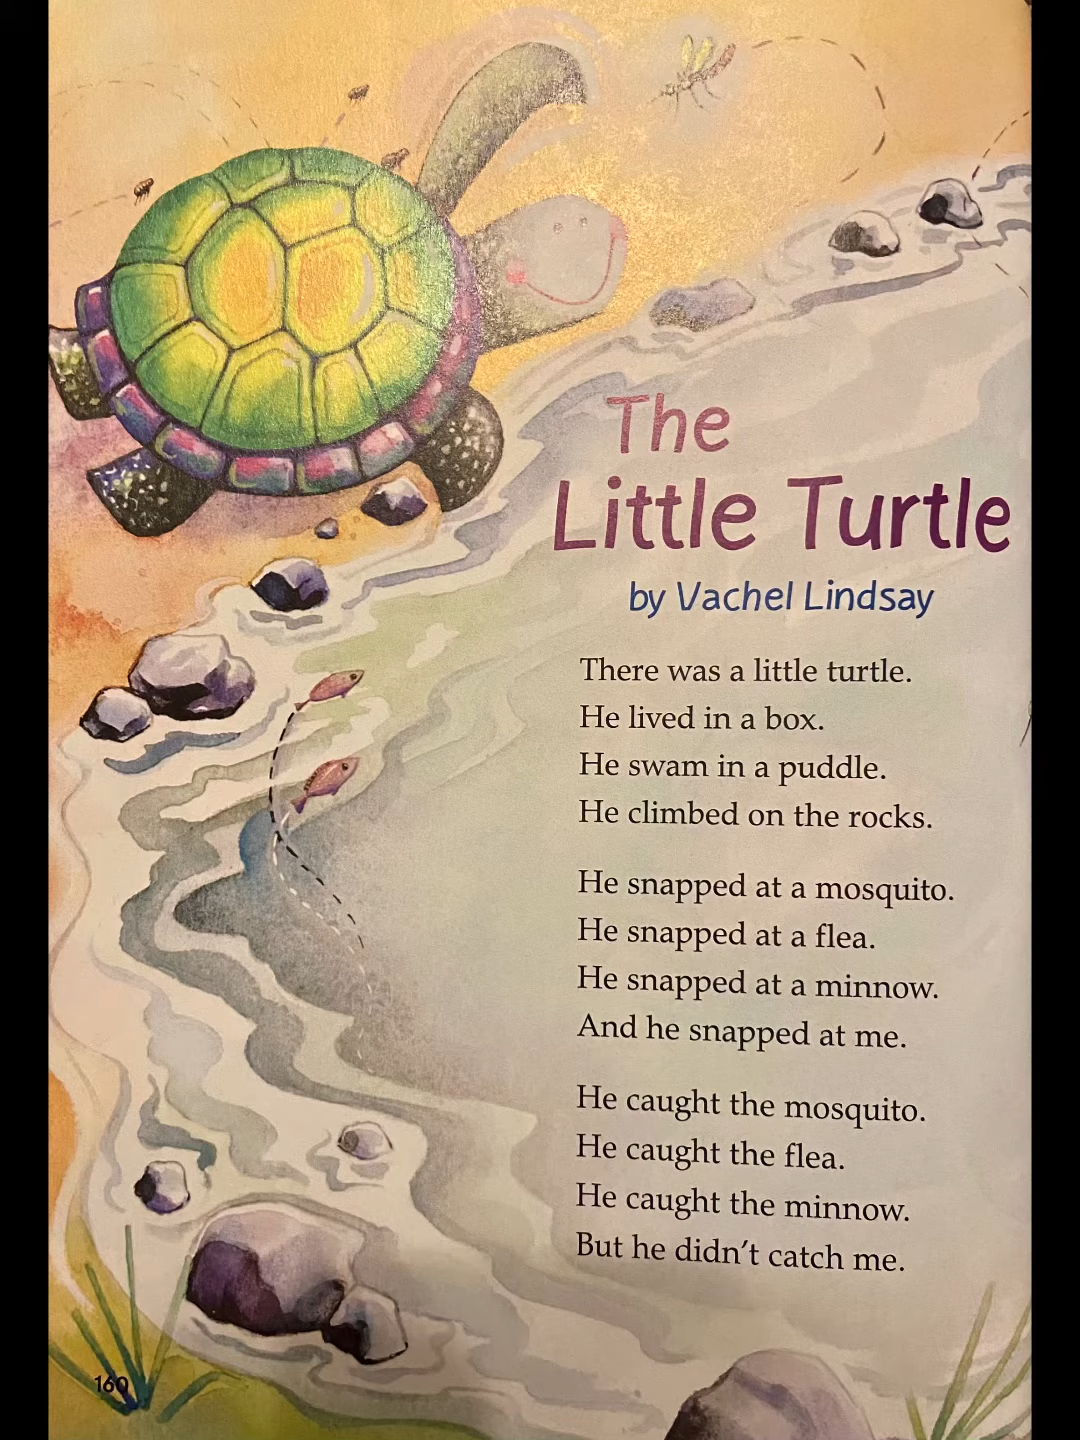 The
Little Turtle
by Vachel Lindsay
There was a little turtle.
He lived in a box.
He swam in a puddle.
He climbed on the rocks.
He snapped at a mosquito.
He snapped at a flea.
He snapped at a minnow.
And he snapped at me.
He caught the mosquito.
He caught the flea.
He caught the minnow.
But he didn't catch me.
160